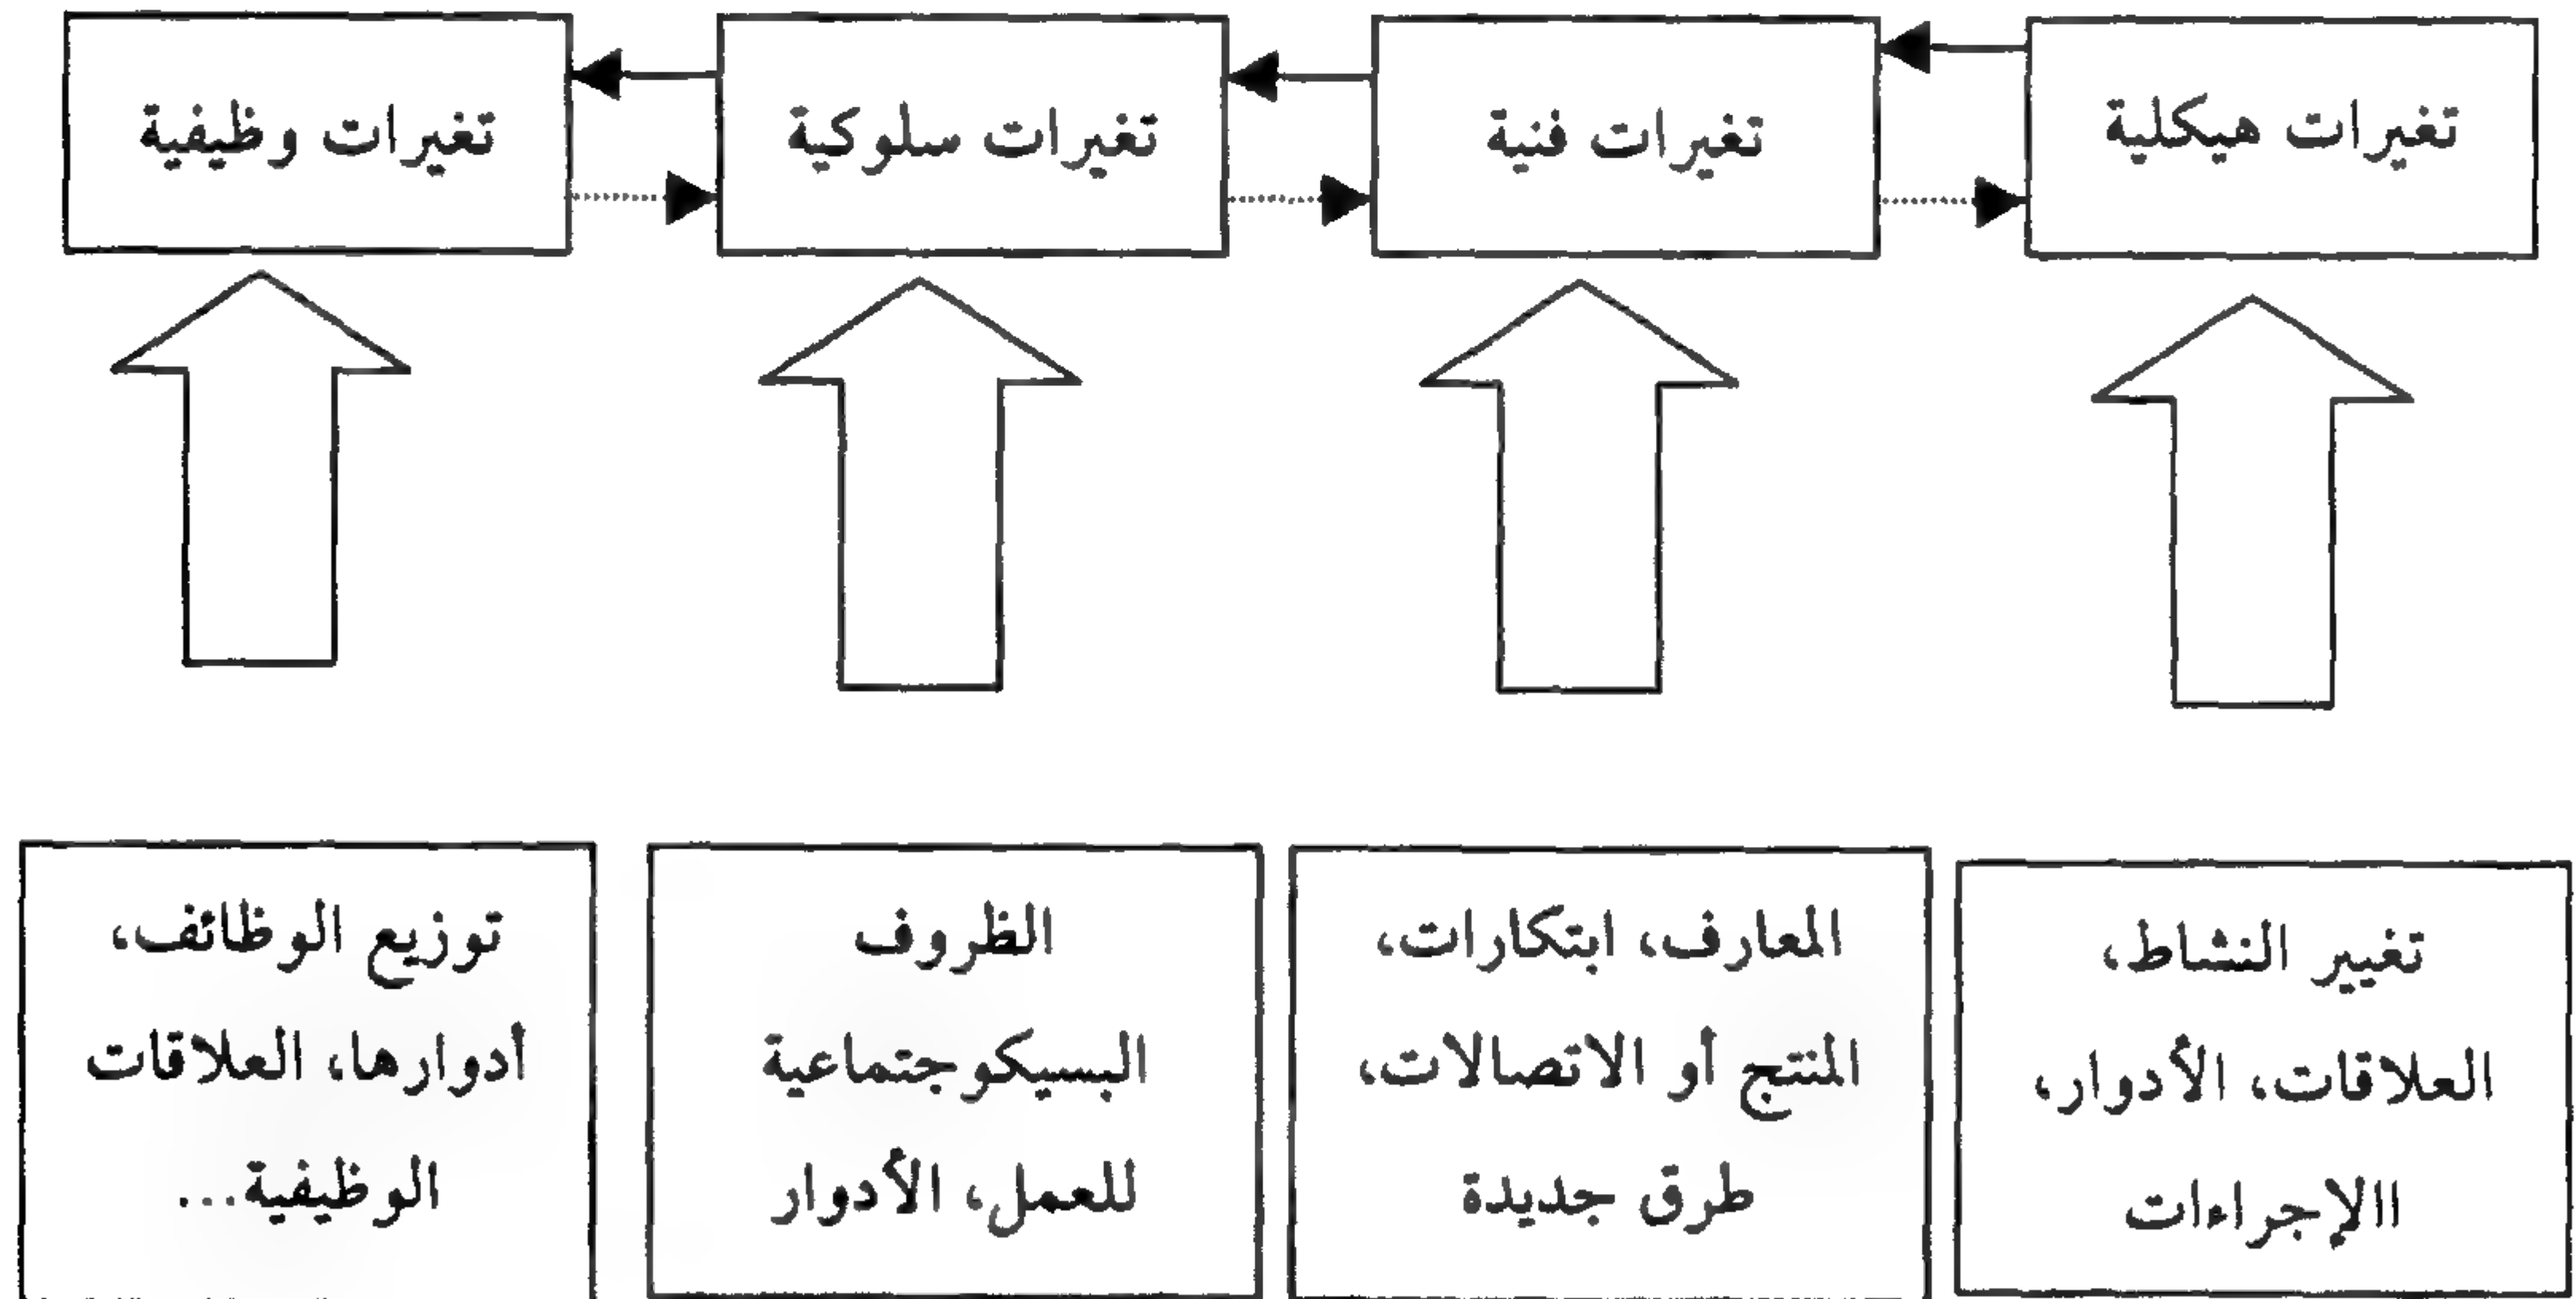 تغيرات هيكلية
تغيرات فنية
تغيرات سلوكية
تغيرات وظيفية
تغيير النشاط،
العلاقات، الأدوار،
االإجراءات
المعارف، ابتكارات،
المنتج أو الاتصالات،
طرق جديدة
الظروف
البسيكوجتماعية
للعمل، الأدوار
توزيع الوظائف،
أدوارها، العلاقات
الوظيفية...